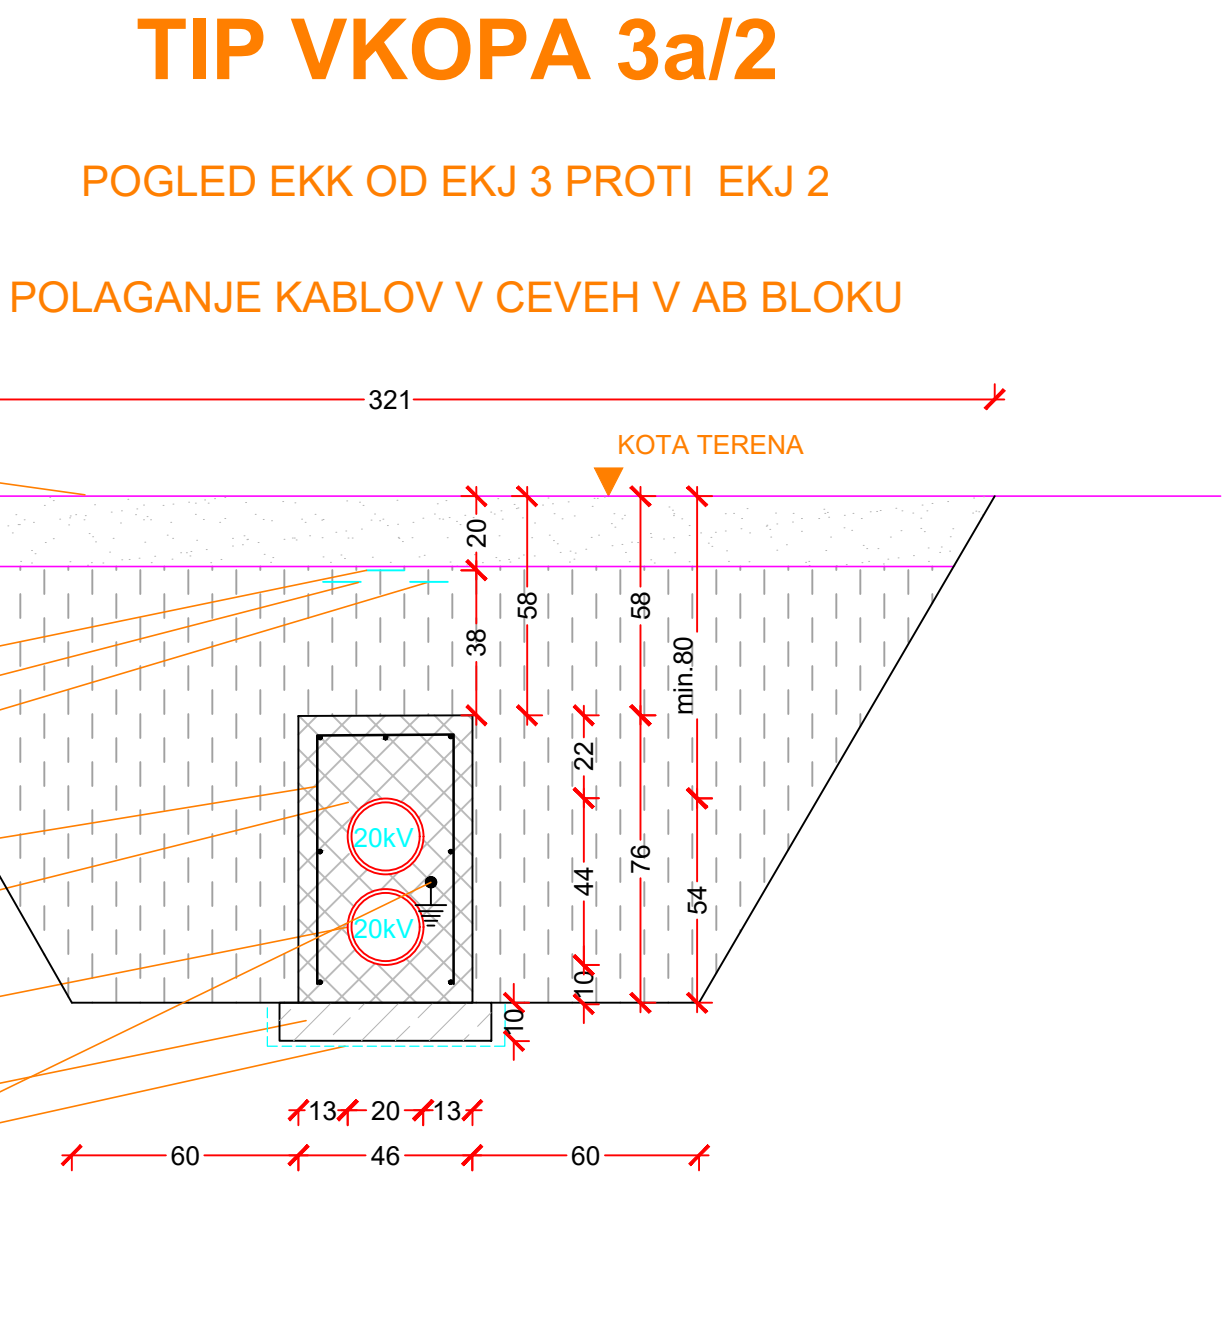 TIP VKOPA 3a/2
POGLED EKK OD EKJ 3 PROTI EKJ 2
POLAGANJE KABLOV V CEVEH V AB BLOKU
321
KOTA TERENA
20
58
58
38
min.80
22
20kV
76
44
54
20kV
10
10
13 20 13
60 46 60